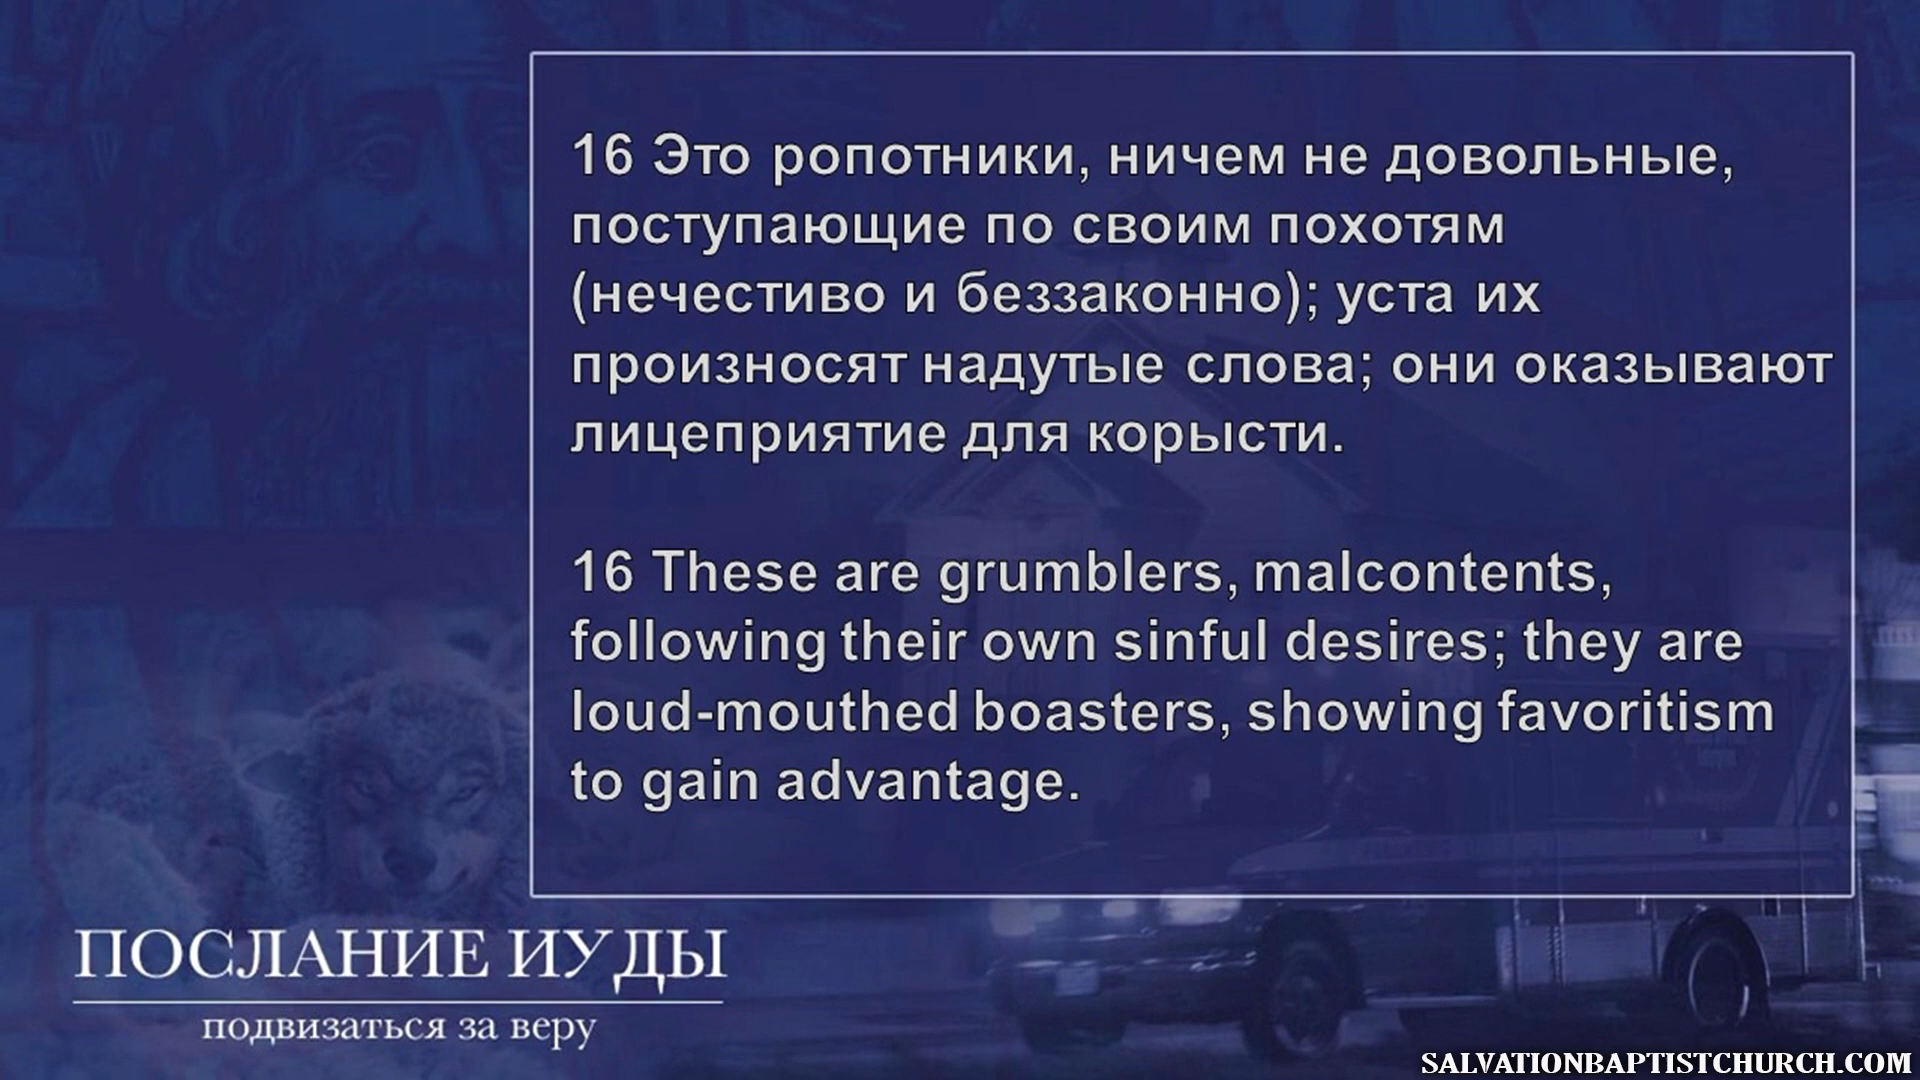 16 Это ропотники, ничем не довольные,
поступающие по своим похотям
(нечестиво и беззаконно); уста их
произносят надутые слова; они оказывают
лицеприятие для корысти.
16 These are grumblers, malcontents,
following their own sinful desires; they are
loud-mouthed boasters, showing favoritism
to gain advantage.
ПОСЛАНИЕ ИУДЫ
подвизаться за веру
SALVATIONBAPTISTCHURCH.COM